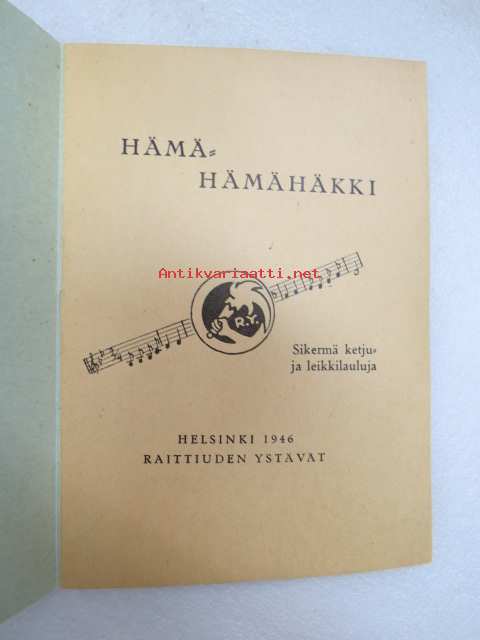 HÄMÄ=
HÄMÄHÄKKI
Antikvariaatti.net
R.Y.
Sikermä ketju=
ja leikkilauluja
HELSINKI 1946
RAITTIUDEN YSTÄVÄT